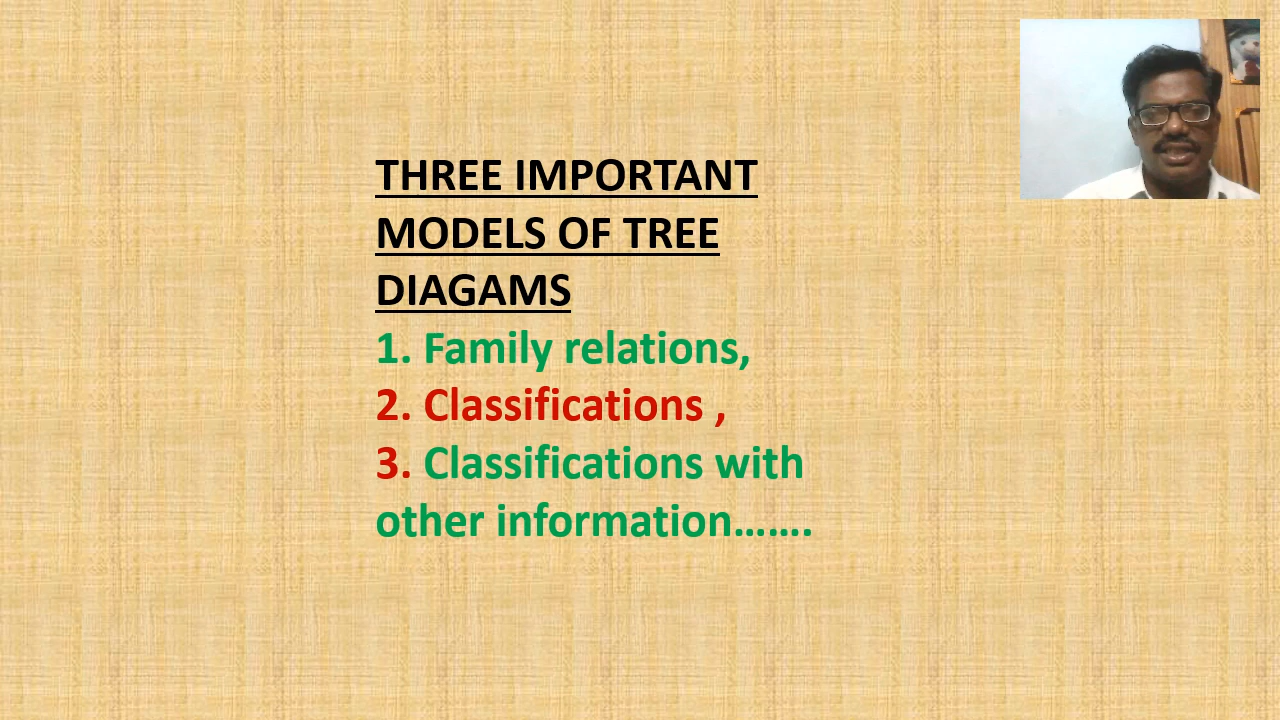 THREE IMPORTANT
MODELS OF TREE
DIAGAMS
1. Family relations,
2. Classifications ,
3. Classifications with
other information…….